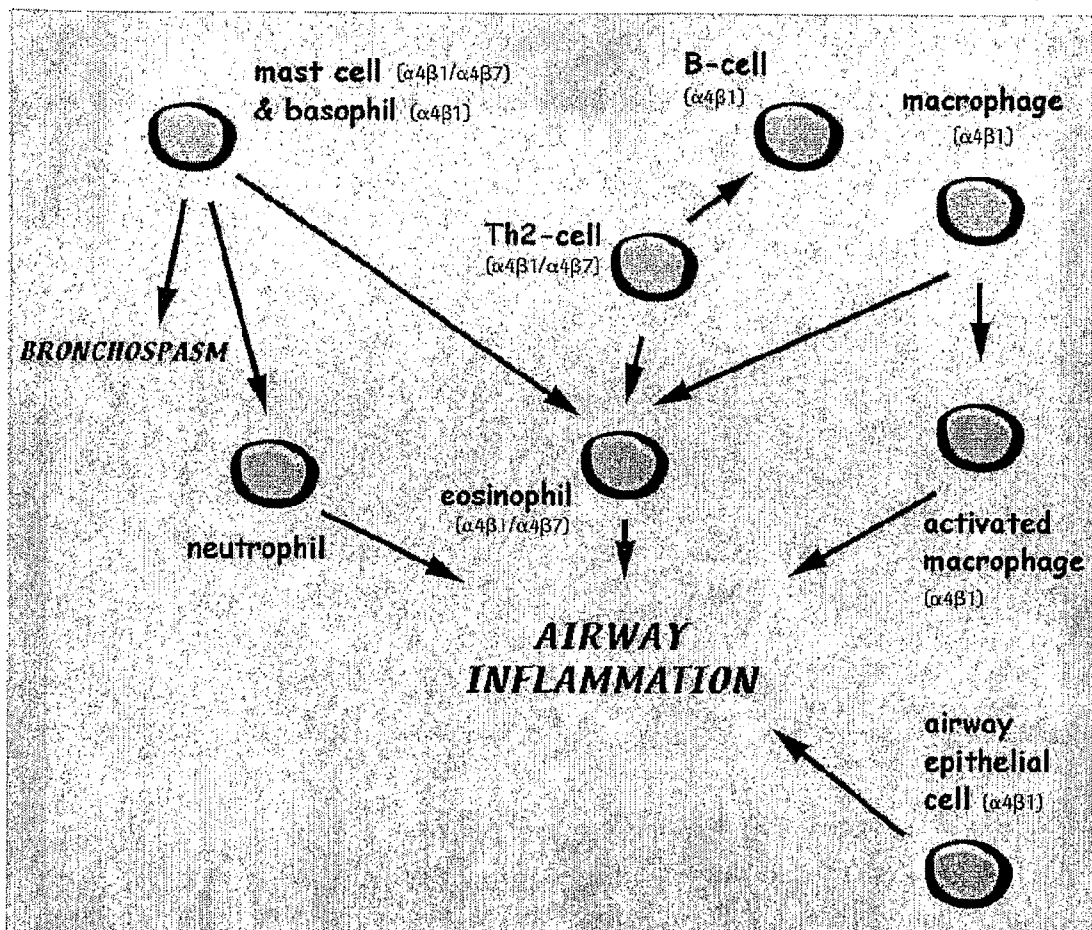 mast cell (α4β1/α4β7)
& basophil (α4β1)
B-cell
(α4β1)
macrophage
(α4β1)
Th2-cell
(α4β1/α4β7)
BRONCHOSPASM
eosinophil
(α4β1/α4β7)
neutrophil
activated
macrophage
(α4β1)
AIRWAY
INFLAMMATION
airway
epithelial
cell (α4β1)